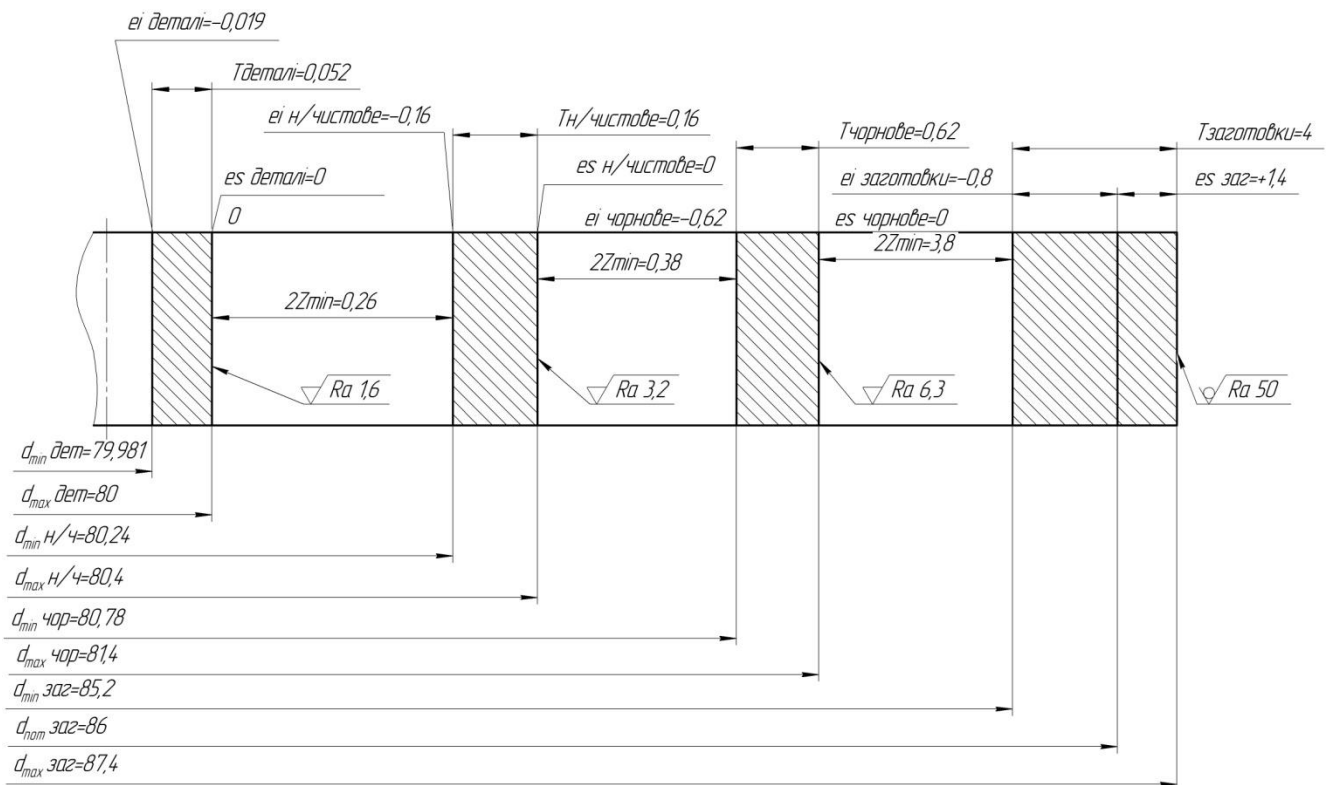 ei деталі=-0,019
Tдеталі=0,052
ei н/чистове=-0,16
Tн/чистове=0,16
Tчорнове=0,62
Tзаготовки=4
es деталі=0
es н/чистове=0
ei заготовки=-0,8
es заг=+1,4
0
ei чорнове=-0,62
es чорнове=0
2Zmin=0,26
2Zmin=0,38
2Zmin=3,8
Ra 1,6
Ra 3,2
Ra 6,3
Ra 50
dmin дет=79,981
dmax дет=80
dmin н/ч=80,24
dmax н/ч=80,4
dmin чор=80,78
dmax чор=81,4
dmin заг=85,2
dnom заг=86
dmax заг=87,4